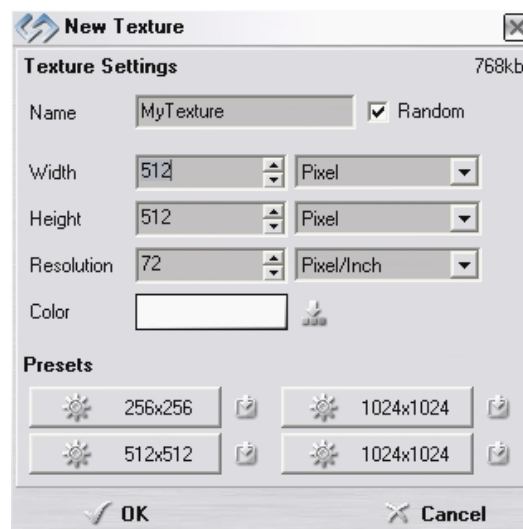 New Texture
Texture Settings 768kb
Name MyTexture Random
Width 512 Pixel
Height 512 Pixel
Resolution 72 Pixel/Inch
Color
Presets
256x256 1024x1024
512x512 1024x1024
OK Cancel